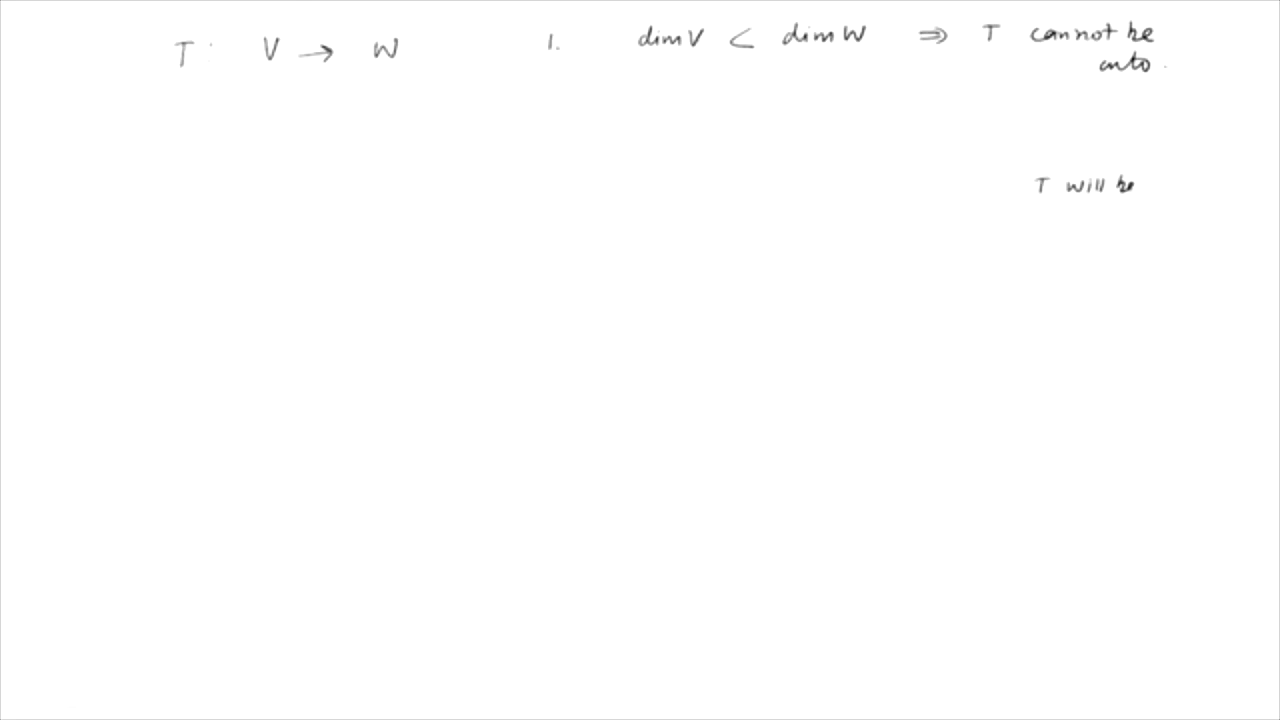 T: V → W 1. dim V < dim W ⇒ T cannot be
onto.
T will be